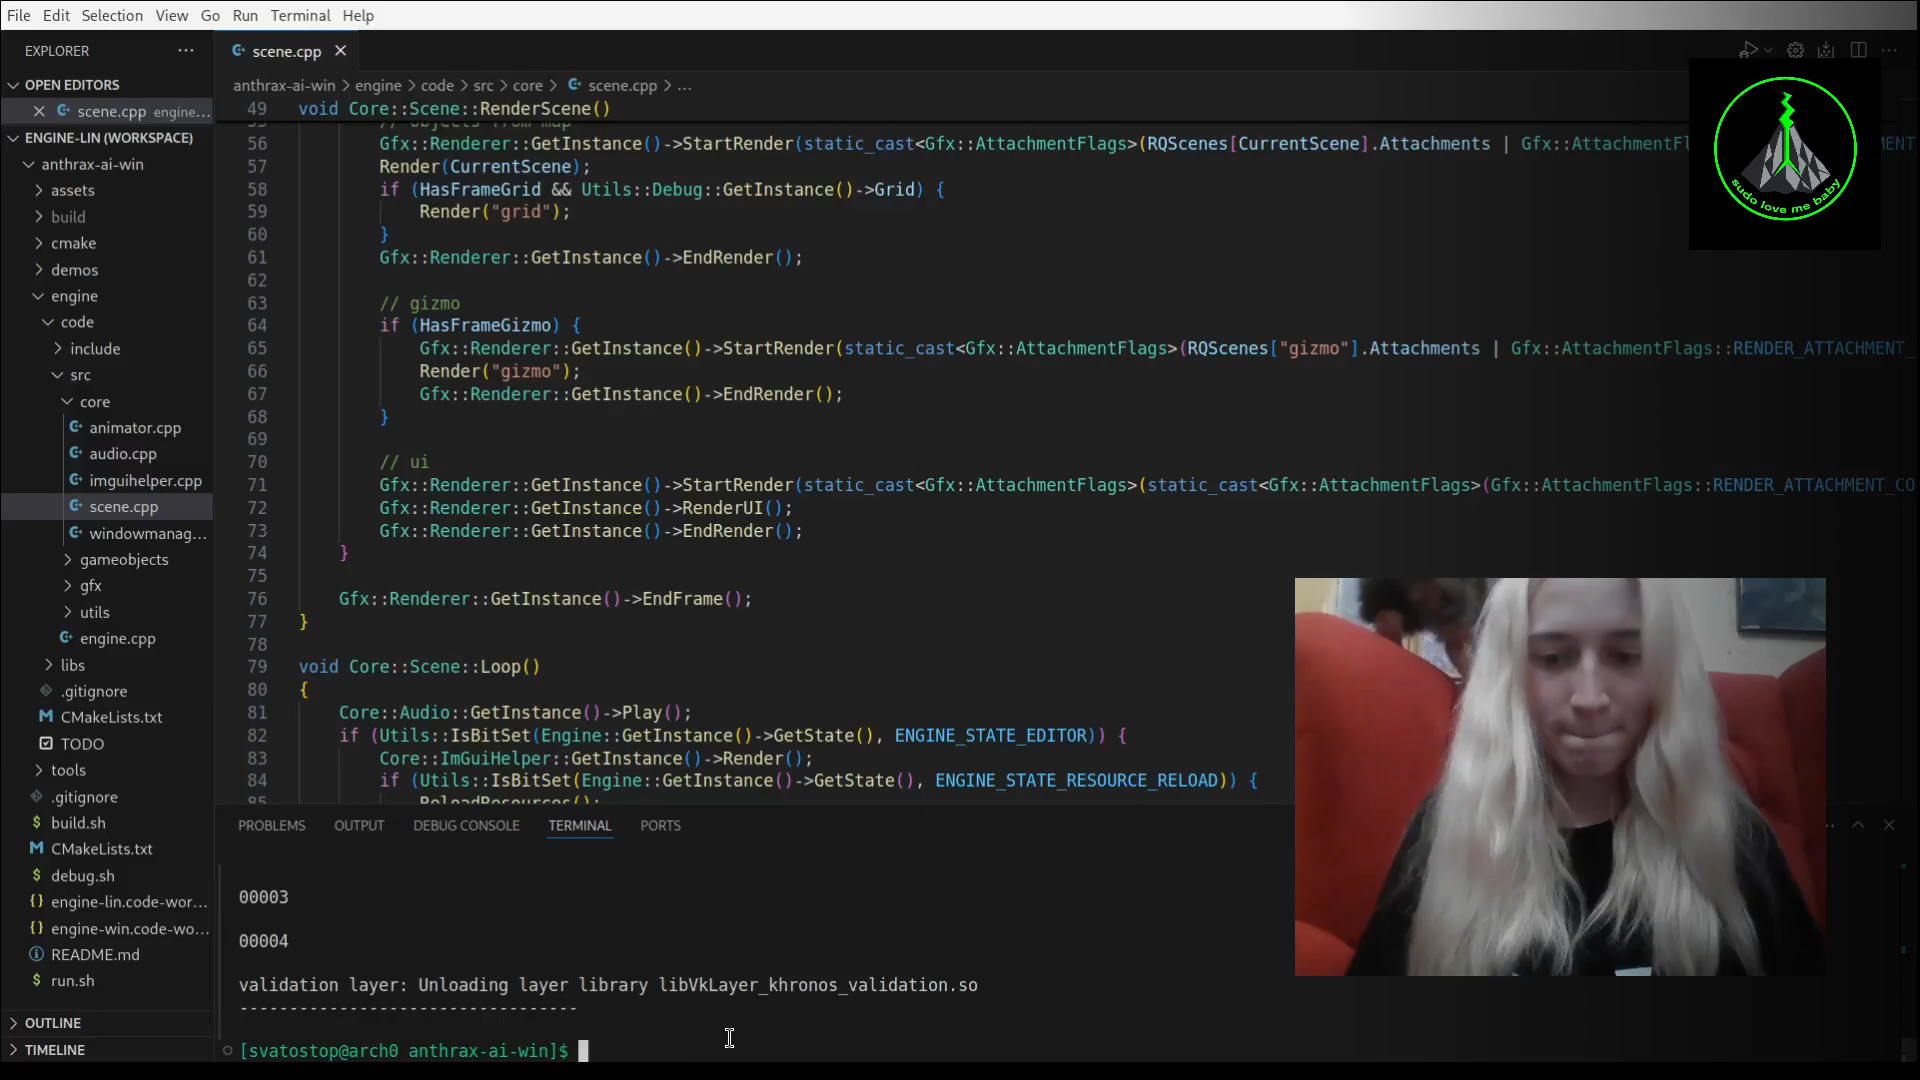 File Edit Selection View Go Run Terminal Help
EXPLORER
OPEN EDITORS
scene.cpp engine...
ENGINE-LIN (WORKSPACE)
anthrax-ai-win
assets
build
cmake
demos
engine
code
include
src
core
animator.cpp
audio.cpp
imguihelper.cpp
scene.cpp
windowmanag...
gameobjects
gfx
utils
engine.cpp
libs
.gitignore
CMakeLists.txt
TODO
tools
.gitignore
build.sh
CMakeLists.txt
debug.sh
engine-lin.code-wor...
engine-win.code-wo...
README.md
run.sh
OUTLINE
TIMELINE
scene.cpp
anthrax-ai-win > engine > code > src > core > scene.cpp > ...
49 void Core::Scene::RenderScene()
// objects from map
56 Gfx::Renderer::GetInstance()->StartRender(static_cast<Gfx::AttachmentFlags>(RQScenes[CurrentScene].Attachments | Gfx::AttachmentFl
57 Render(CurrentScene);
58 if (HasFrameGrid && Utils::Debug::GetInstance()->Grid) {
59 Render("grid");
60 }
61 Gfx::Renderer::GetInstance()->EndRender();
62
63 // gizmo
64 if (HasFrameGizmo) {
65 Gfx::Renderer::GetInstance()->StartRender(static_cast<Gfx::AttachmentFlags>(RQScenes["gizmo"].Attachments | Gfx::AttachmentFlags::RENDER_ATTACHMENT_
66 Render("gizmo");
67 Gfx::Renderer::GetInstance()->EndRender();
68 }
69
70 // ui
71 Gfx::Renderer::GetInstance()->StartRender(static_cast<Gfx::AttachmentFlags>(static_cast<Gfx::AttachmentFlags>(Gfx::AttachmentFlags::RENDER_ATTACHMENT_CO
72 Gfx::Renderer::GetInstance()->RenderUI();
73 Gfx::Renderer::GetInstance()->EndRender();
74 }
75
76 Gfx::Renderer::GetInstance()->EndFrame();
77 }
78
79 void Core::Scene::Loop()
80 {
81 Core::Audio::GetInstance()->Play();
82 if (Utils::IsBitSet(Engine::GetInstance()->GetState(), ENGINE_STATE_EDITOR)) {
83 Core::ImGuiHelper::GetInstance()->Render();
84 if (Utils::IsBitSet(Engine::GetInstance()->GetState(), ENGINE_STATE_RESOURCE_RELOAD)) {
85 ReloadResources();
sudo love me baby
PROBLEMS OUTPUT DEBUG CONSOLE TERMINAL PORTS
00003
00004
validation layer: Unloading layer library libVkLayer_khronos_validation.so
----------------------------------
[svatostop@arch0 anthrax-ai-win]$